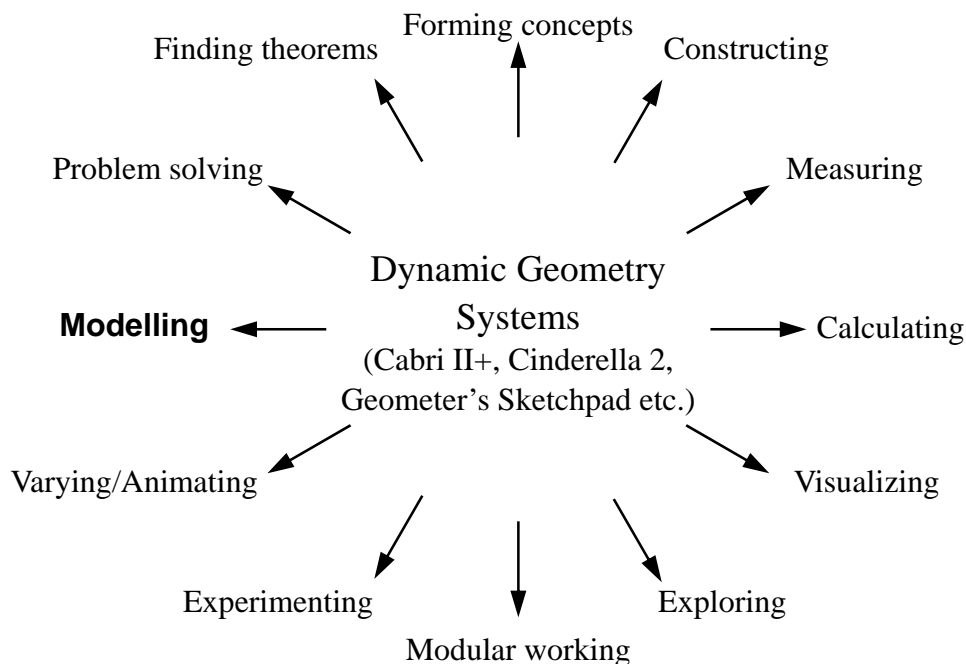 Forming concepts
Finding theorems
Constructing
Problem solving
Measuring
Dynamic Geometry
Systems
(Cabri II+, Cinderella 2,
Geometer’s Sketchpad etc.)
Modelling
Calculating
Varying/Animating
Visualizing
Experimenting
Exploring
Modular working